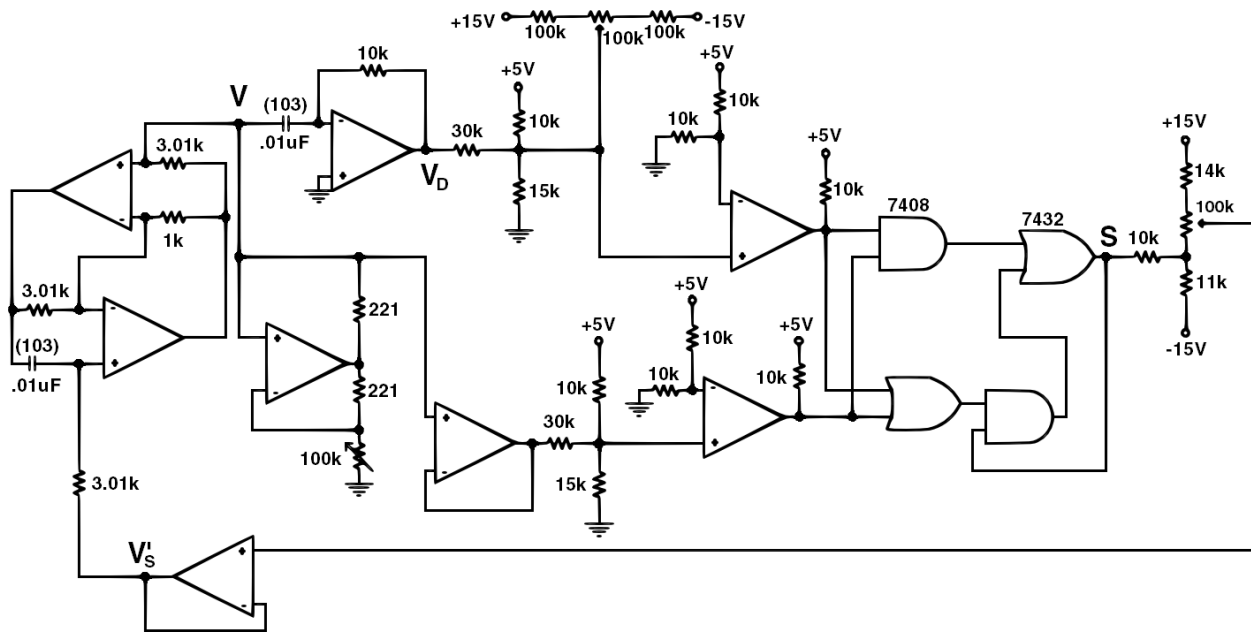 +15V
100k
100k
100k
-15V
10k
+5V
+5V
V
(103)
.01uF
10k
10k
10k
30k
+5V
+15V
3.01k
-
+
+
-
V_D
15k
10k
14k
1k
-
+
7408
7432
S
10k
100k
11k
3.01k
-
+
221
+5V
+5V
+5V
-15V
(103)
.01uF
+
-
221
10k
10k
10k
10k
-
+
100k
+
-
30k
15k
3.01k
V'_S
+
-